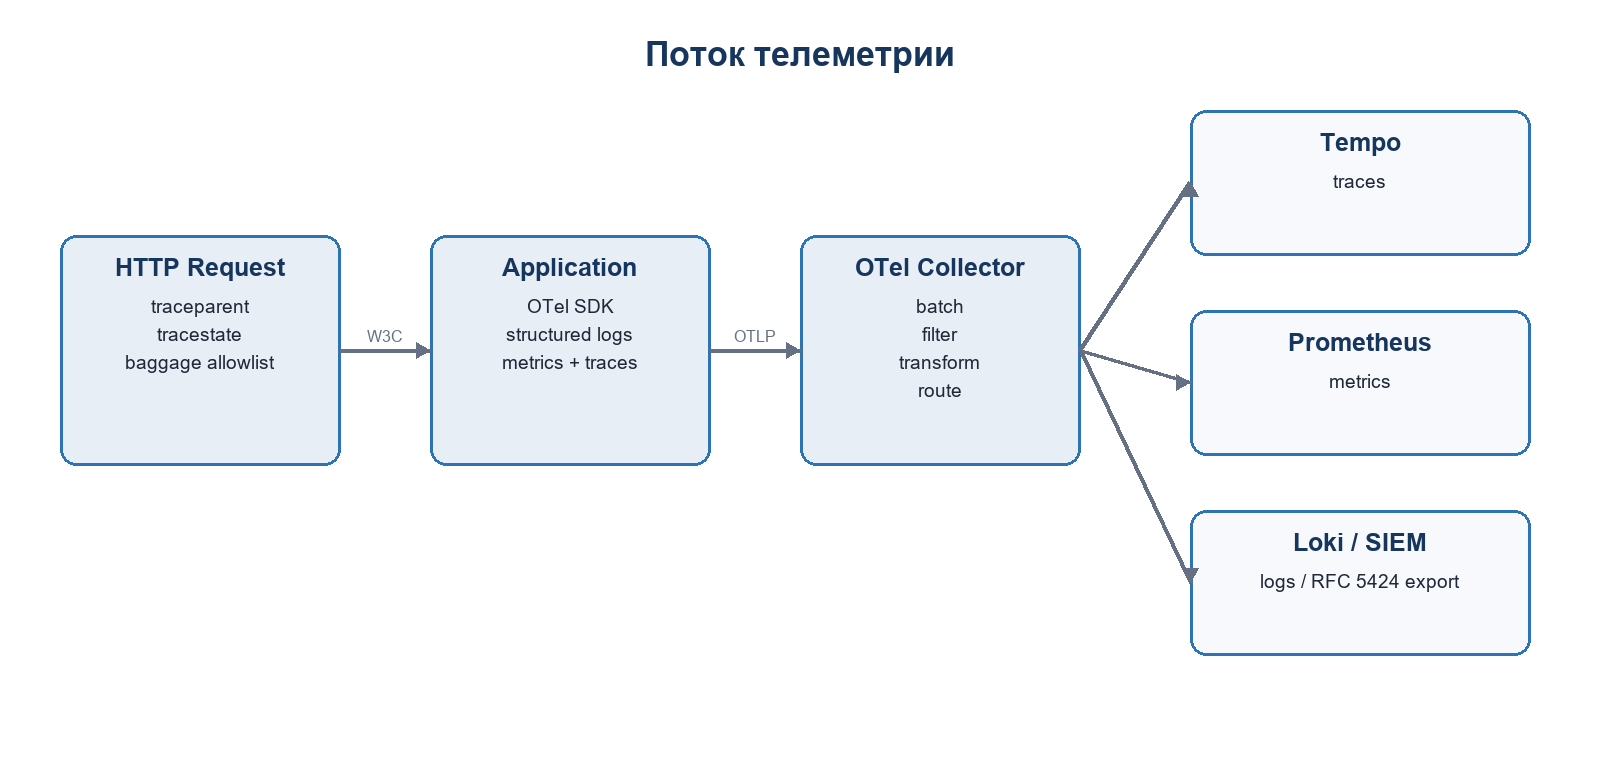 Поток телеметрии
HTTP Request
traceparent
tracestate
baggage allowlist
W3C
Application
OTel SDK
structured logs
metrics + traces
OTLP
OTel Collector
batch
filter
transform
route
Tempo
traces
Prometheus
metrics
Loki / SIEM
logs / RFC 5424 export